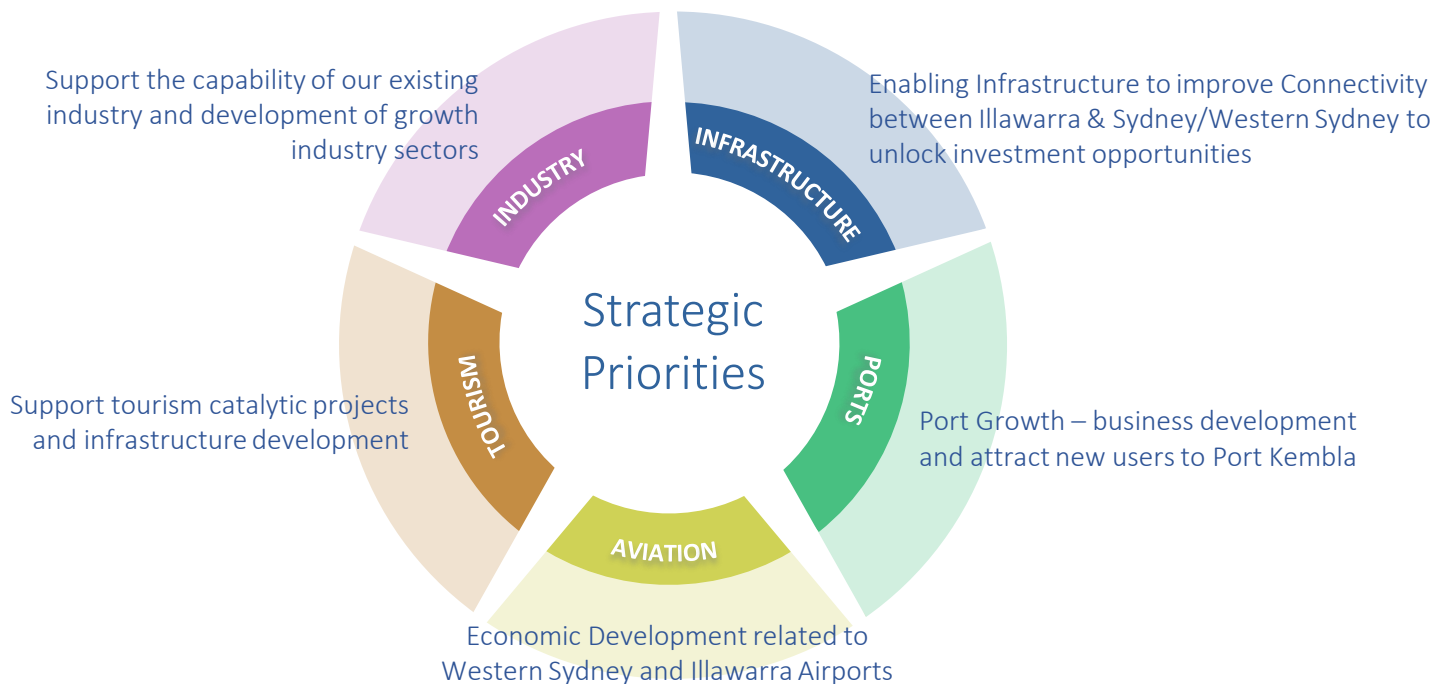 Support the capability of our existing
industry and development of growth
industry sectors
INDUSTRY
INFRASTRUCTURE
Enabling Infrastructure to improve Connectivity
between Illawarra & Sydney/Western Sydney to
unlock investment opportunities
Strategic
Priorities
TOURISM
Support tourism catalytic projects
and infrastructure development
PORTS
Port Growth – business development
and attract new users to Port Kembla
AVIATION
Economic Development related to
Western Sydney and Illawarra Airports